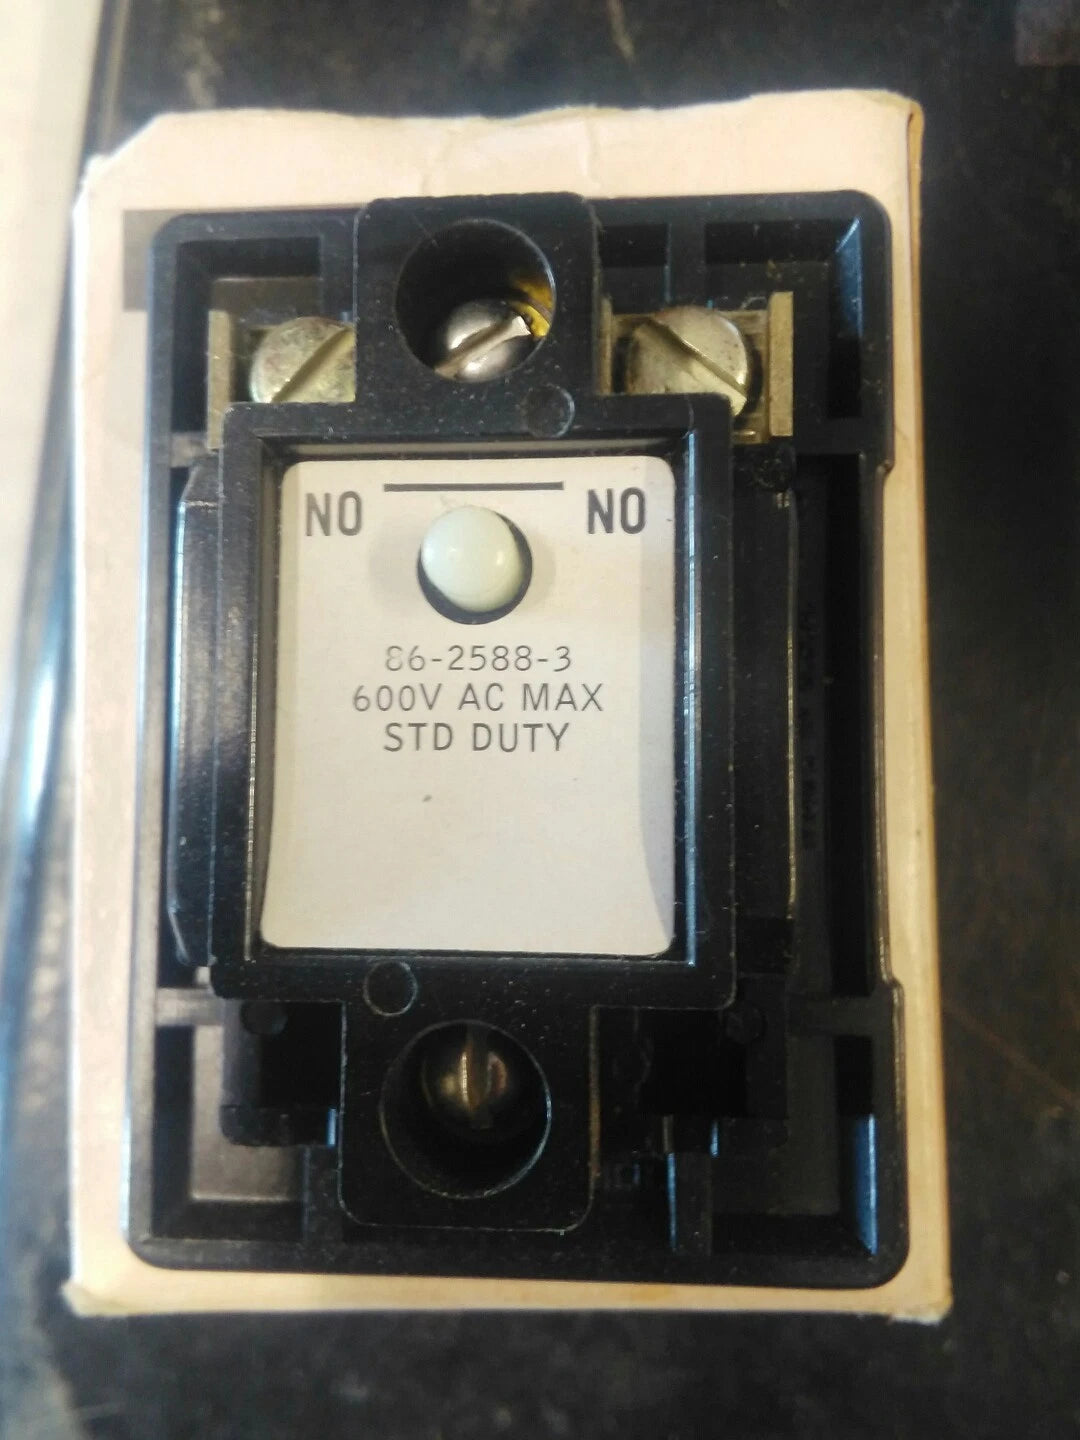 NO NO
86-2588-3
600V AC MAX
STD DUTY